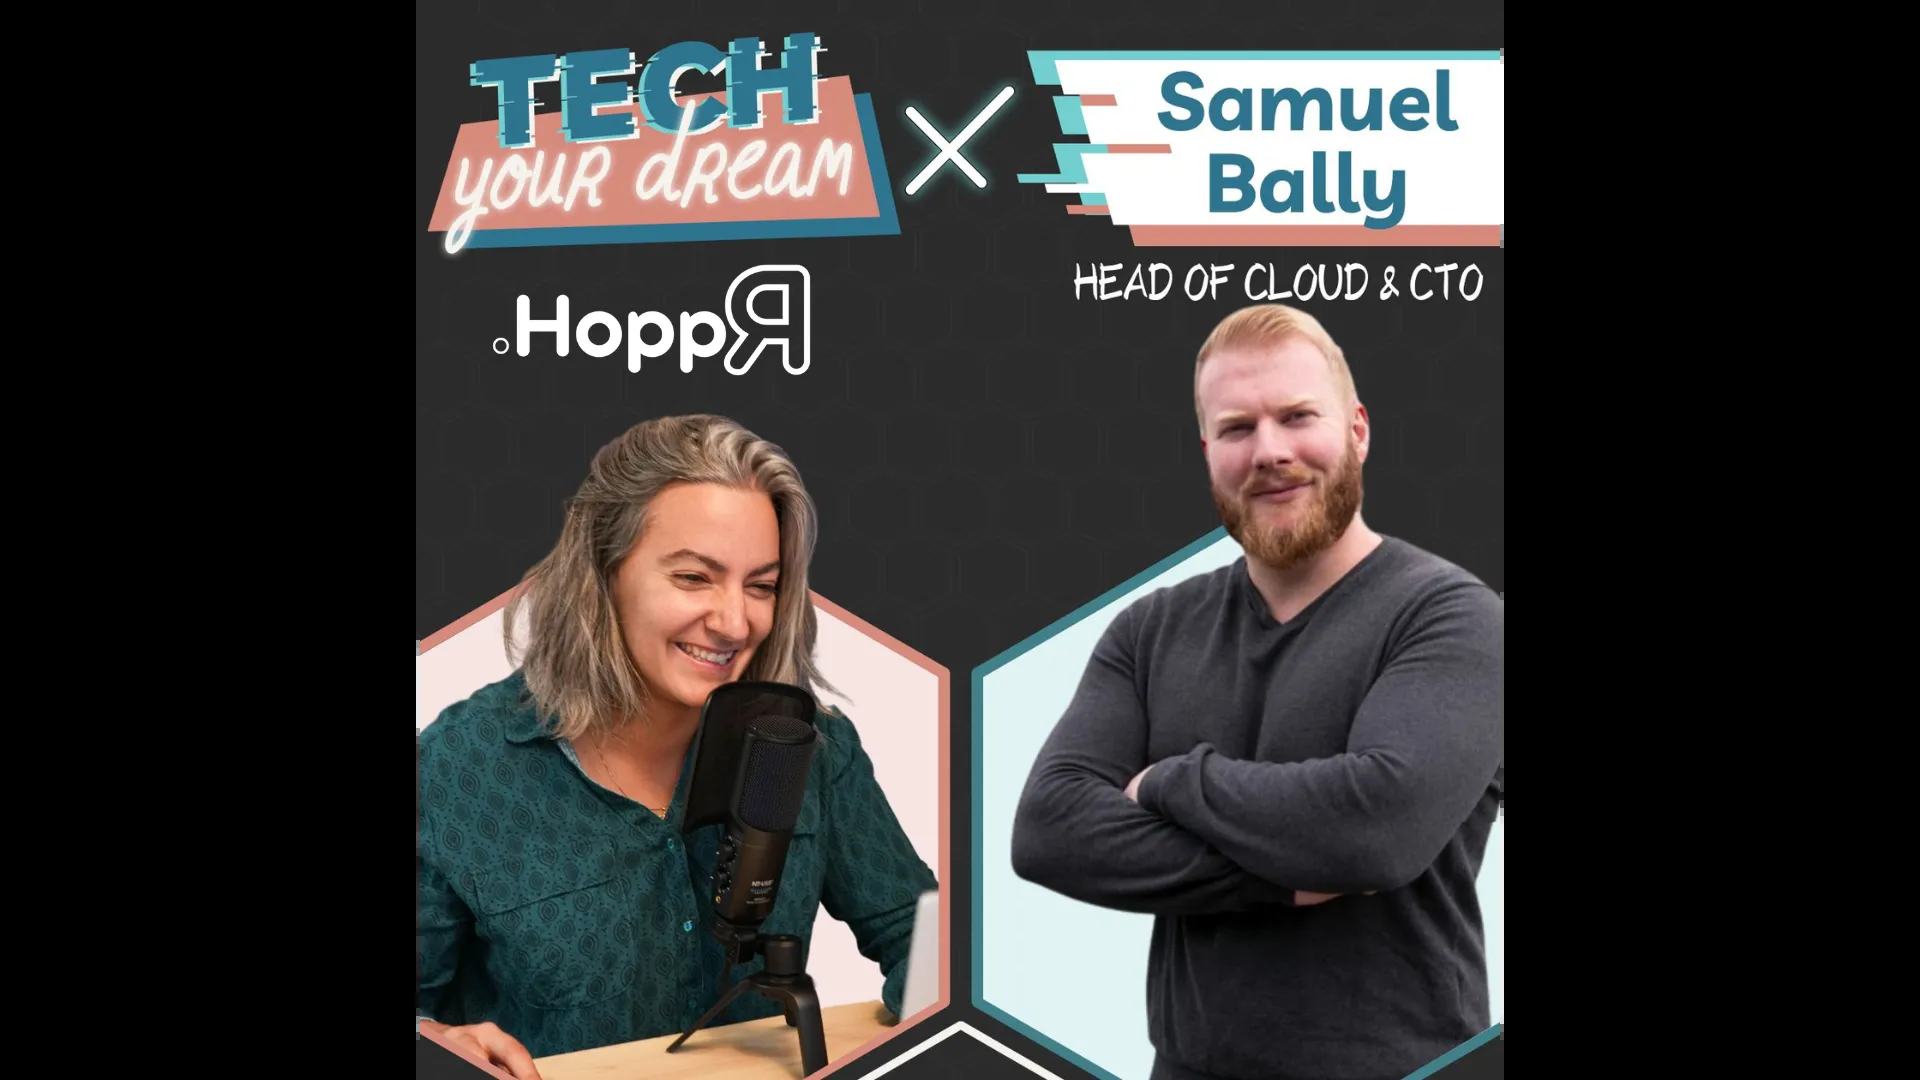 TECH
your dream
Samuel
Bally
HEAD OF CLOUD & CTO
.HoppR